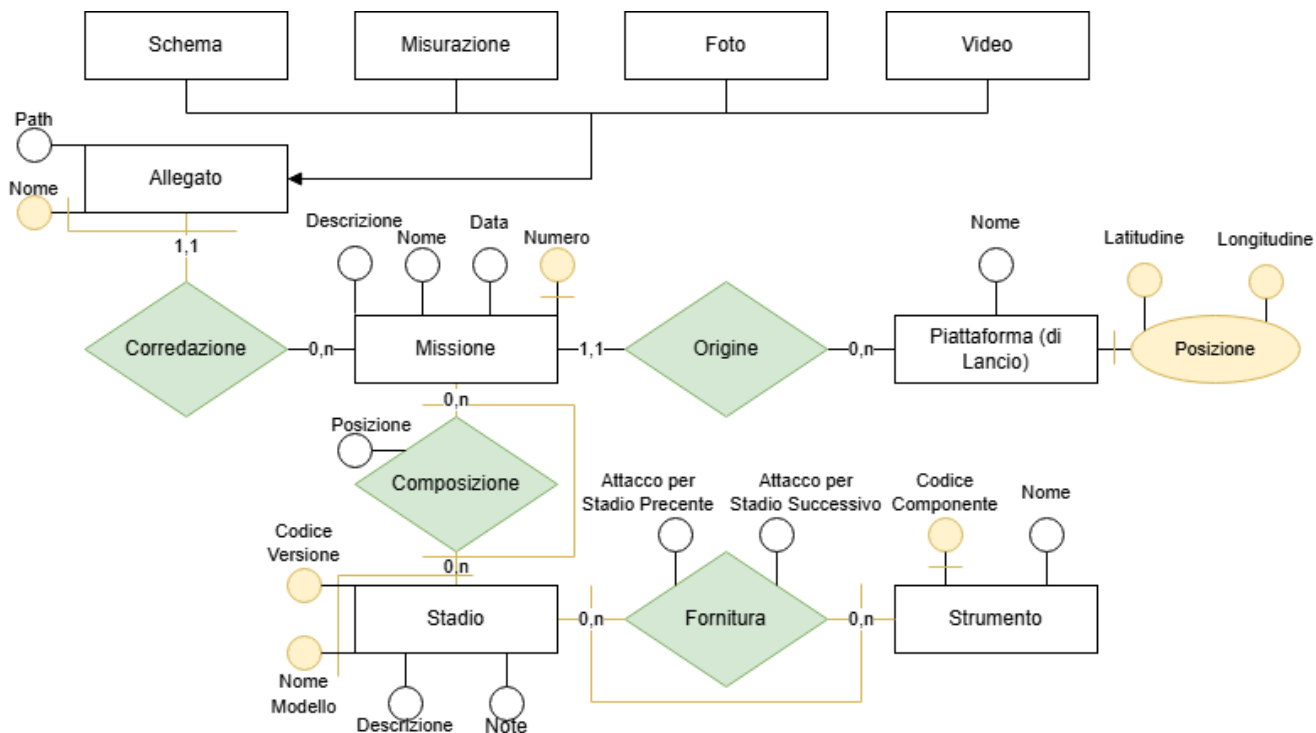 Schema
Misurazione
Foto
Video
Path
Allegato
Nome
1,1
Descrizione
Nome
Data
Numero
Nome
Latitudine
Longitudine
Corredazione
0,n
Missione
1,1
Origine
0,n
Piattaforma (di
Lancio)
Posizione
0,n
Posizione
Composizione
Attacco per
Stadio Precente
Attacco per
Stadio Successivo
Codice
Componente
Nome
Codice
Versione
0,n
Stadio
0,n
Fornitura
0,n
Strumento
Nome
Modello
Descrizione
Note